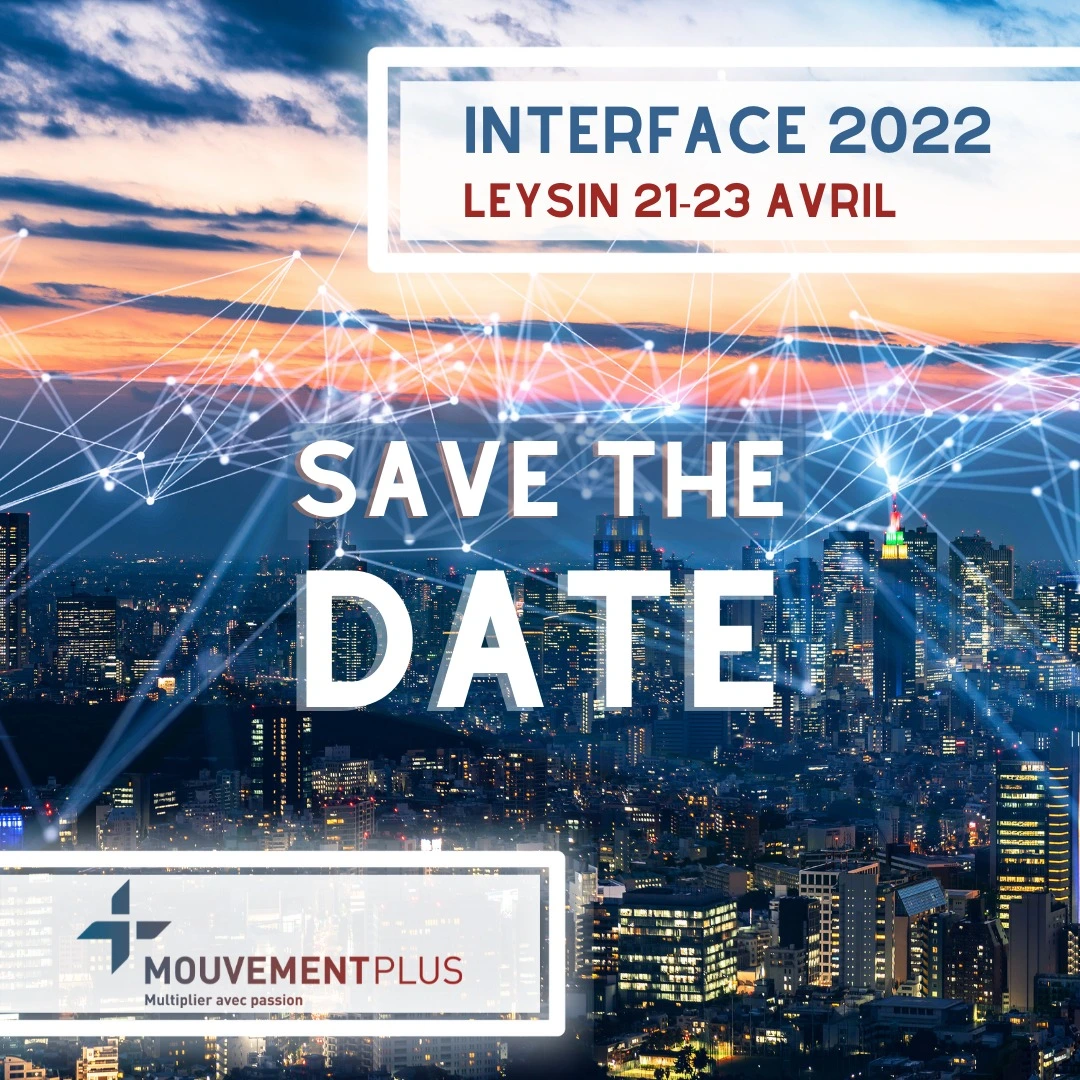 INTERFACE 2022
LEYSIN 21-23 AVRIL
SAVE THE
DATE
MOUVEMENTPLUS
Multiplier avec passion